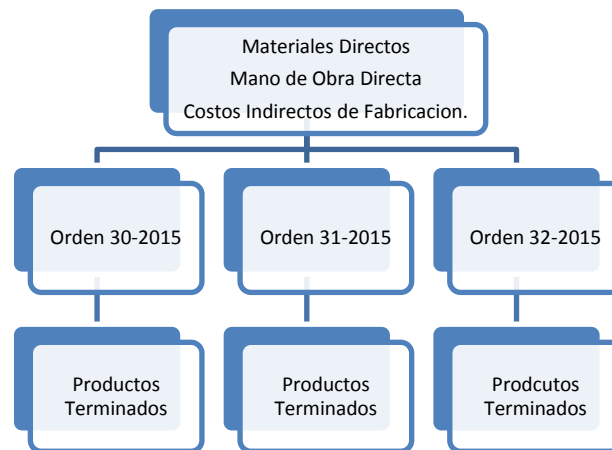 Materiales Directos
Mano de Obra Directa
Costos Indirectos de Fabricacion.
Orden 30-2015
Orden 31-2015
Orden 32-2015
Productos
Terminados
Productos
Terminados
Prodcutos
Terminados